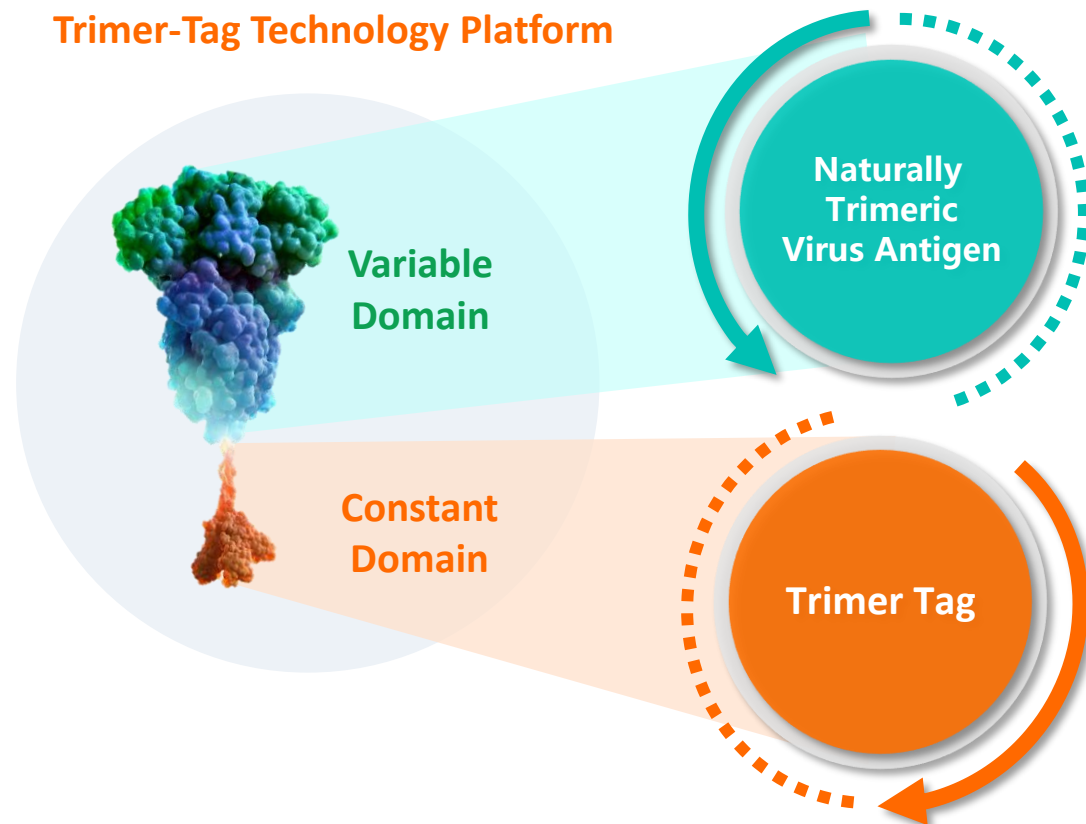 Trimer-Tag Technology Platform
Variable
Domain
Naturally
Trimeric
Virus Antigen
Constant
Domain
Trimer Tag